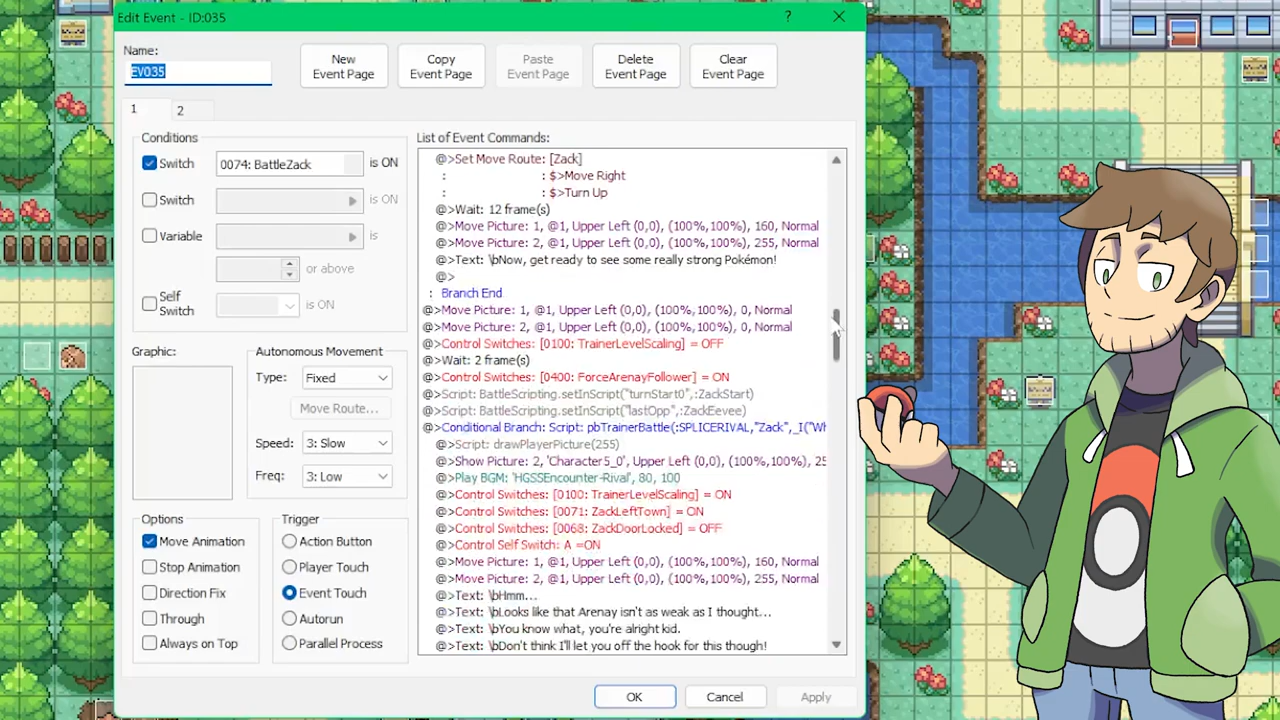 Edit Event - ID:035
?
Name:
EV035
New
Event Page
Copy
Event Page
Paste
Event Page
Delete
Event Page
Clear
Event Page
1
2
Conditions
Switch
0074: BattleZack
is ON
Switch
is ON
Variable
is
or above
Self
Switch
is ON
Graphic:
Autonomous Movement
Type:
Fixed
Move Route...
Speed:
3: Slow
Freq:
3: Low
Options
Move Animation
Stop Animation
Direction Fix
Through
Always on Top
Trigger
Action Button
Player Touch
Event Touch
Autorun
Parallel Process
List of Event Commands:
@>Set Move Route: [Zack]
: : $>Move Right
: : $>Turn Up
@>Wait: 12 frame(s)
@>Move Picture: 1, @1, Upper Left (0,0), (100%,100%), 160, Normal
@>Move Picture: 2, @1, Upper Left (0,0), (100%,100%), 255, Normal
@>Text: \bNow, get ready to see some really strong Pokémon!
@>
: Branch End
@>Move Picture: 1, @1, Upper Left (0,0), (100%,100%), 0, Normal
@>Move Picture: 2, @1, Upper Left (0,0), (100%,100%), 0, Normal
@>Control Switches: [0100: TrainerLevelScaling] = OFF
@>Wait: 2 frame(s)
@>Control Switches: [0400: ForceArenayFollower] = ON
@>Script: BattleScripting.setInScript("turnStart0",:ZackStart)
@>Script: BattleScripting.setInScript("lastOpp",:ZackEevee)
@>Conditional Branch: Script: pbTrainerBattle(:SPLICERIVAL,"Zack",_I("Wh
@>Script: drawPlayerPicture(255)
@>Show Picture: 2, 'Character5_0', Upper Left (0,0), (100%,100%), 25
@>Play BGM: 'HGSSEncounter-Rival', 80, 100
@>Control Switches: [0100: TrainerLevelScaling] = ON
@>Control Switches: [0071: ZackLeftTown] = ON
@>Control Switches: [0068: ZackDoorLocked] = OFF
@>Control Self Switch: A =ON
@>Move Picture: 1, @1, Upper Left (0,0), (100%,100%), 160, Normal
@>Move Picture: 2, @1, Upper Left (0,0), (100%,100%), 255, Normal
@>Text: \bHmm...
@>Text: \bLooks like that Arenay isn't as weak as I thought...
@>Text: \bYou know what, you're alright kid.
@>Text: \bDon't think I'll let you off the hook for this though!
OK
Cancel
Apply